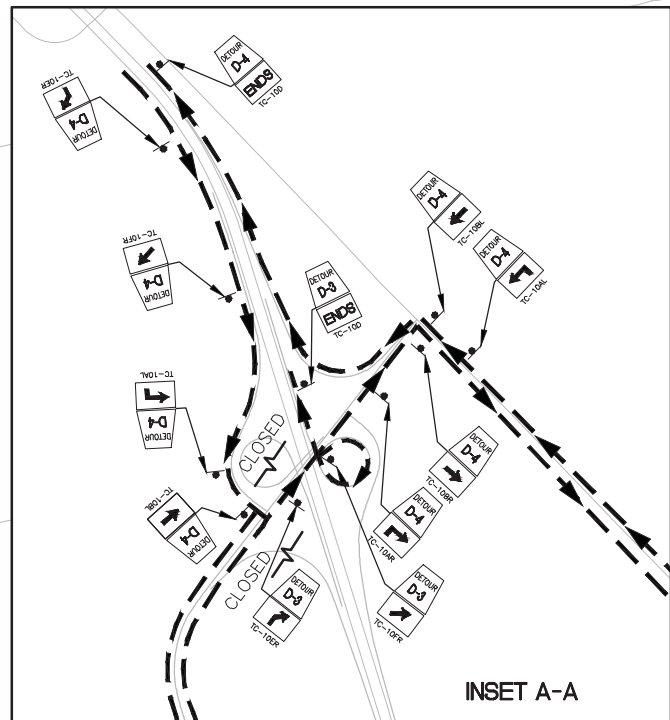 DETOUR
D-4
ENDS
TC-10D
TC-10ER
D-4
DETOUR
DETOUR
D-4
TC-10BL
DETOUR
D-4
TC-10AL
TC-10FR
D-4
DETOUR
DETOUR
D-3
ENDS
TC-10D
TC-10AL
D-4
DETOUR
CLOSED
DETOUR
D-4
TC-10BR
TC-10BL
D-4
DETOUR
DETOUR
D-4
TC-10AR
CLOSED
DETOUR
D-3
TC-10ER
DETOUR
D-3
TC-10FR
INSET A-A